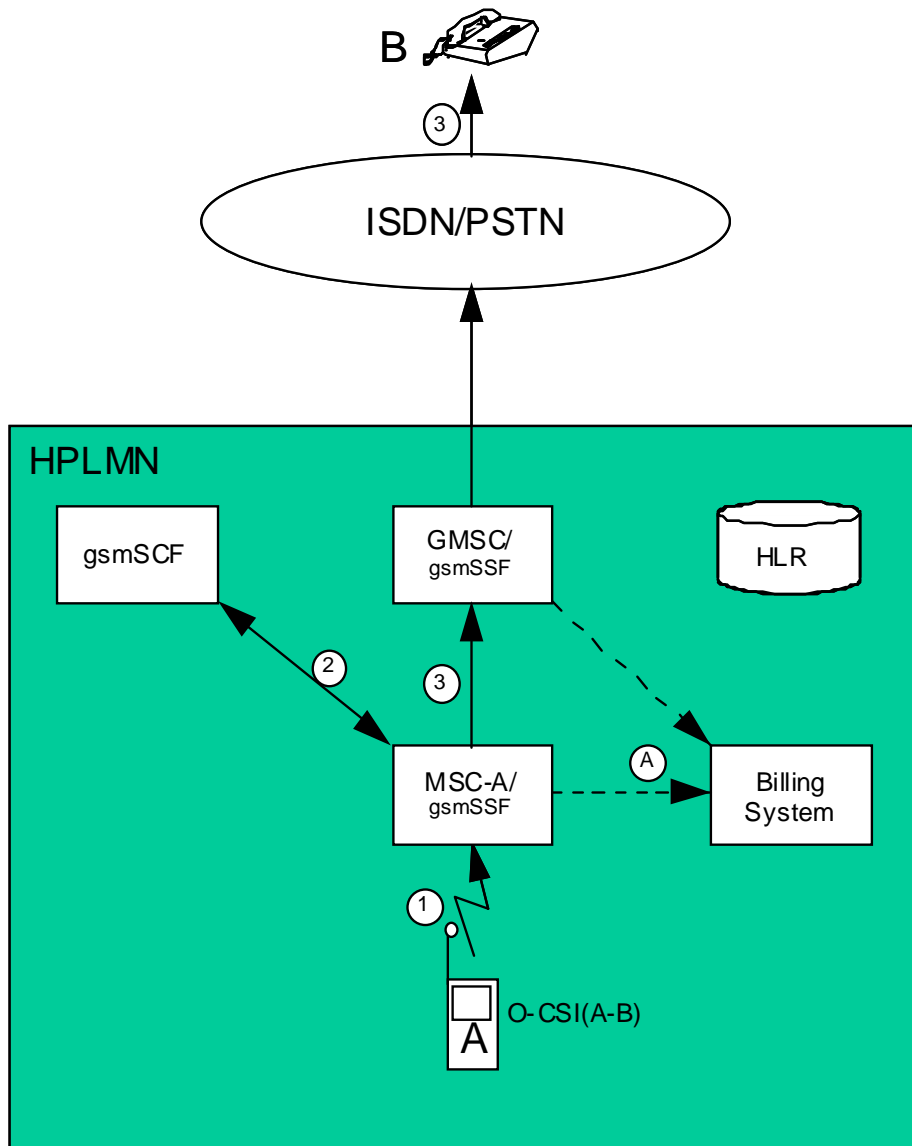 B
3
ISDN/PSTN
HPLMN
gsmSCF
GMSC/
gsmSSF
HLR
2
3
A
MSC-A/
gsmSSF
Billing
System
1
O-CSI(A-B)
A